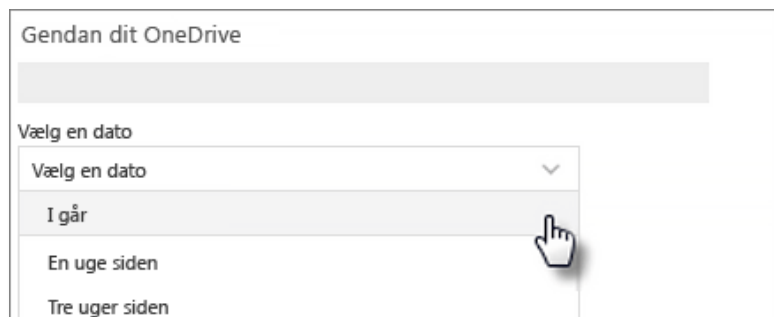 Gendan dit OneDrive
Vælg en dato
Vælg en dato
I går
En uge siden
Tre uger siden